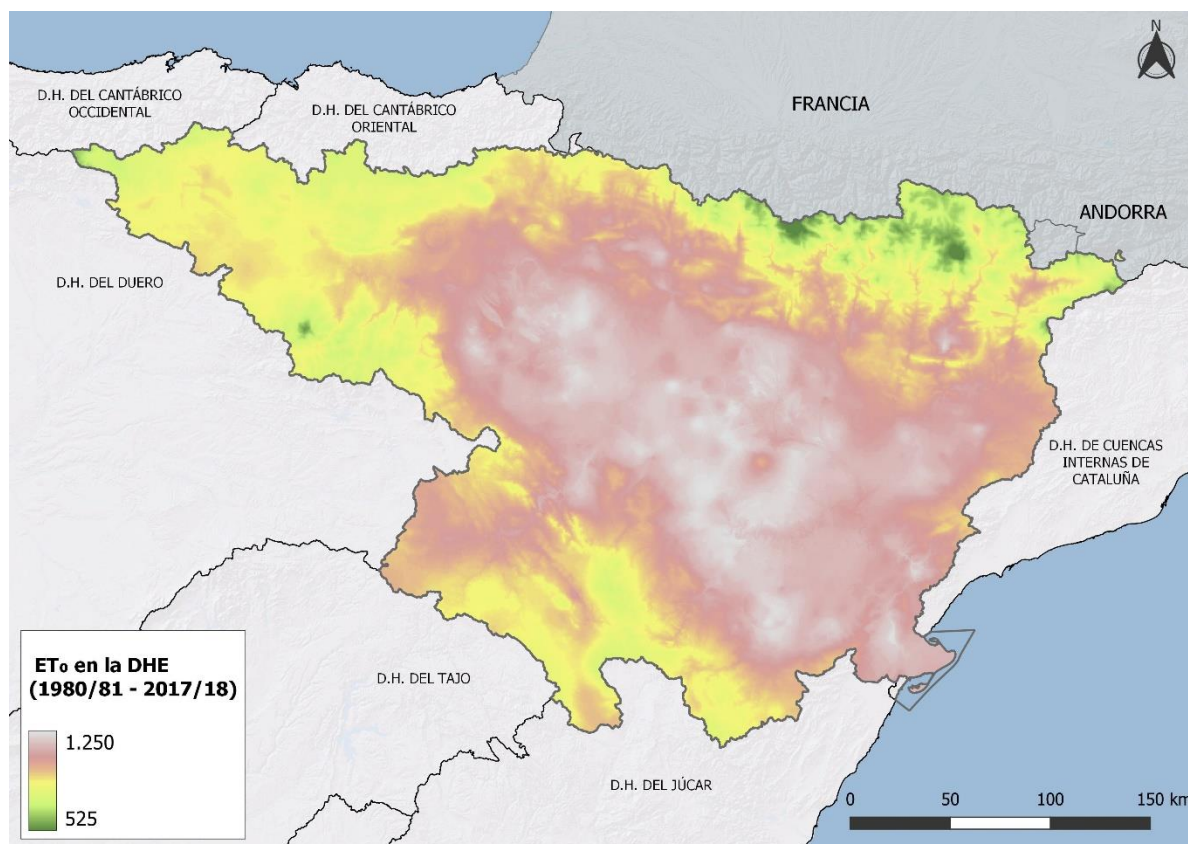 N
D.H. DEL CANTÁBRICO
OCCIDENTAL
D.H. DEL CANTÁBRICO
ORIENTAL
FRANCIA
ANDORRA
D.H. DEL DUERO
D.H. DE CUENCAS
INTERNAS DE
CATALUÑA
D.H. DEL TAJO
D.H. DEL JÚCAR
ET₀ en la DHE
(1980/81 - 2017/18)
1.250
525
0 50 100 150 km